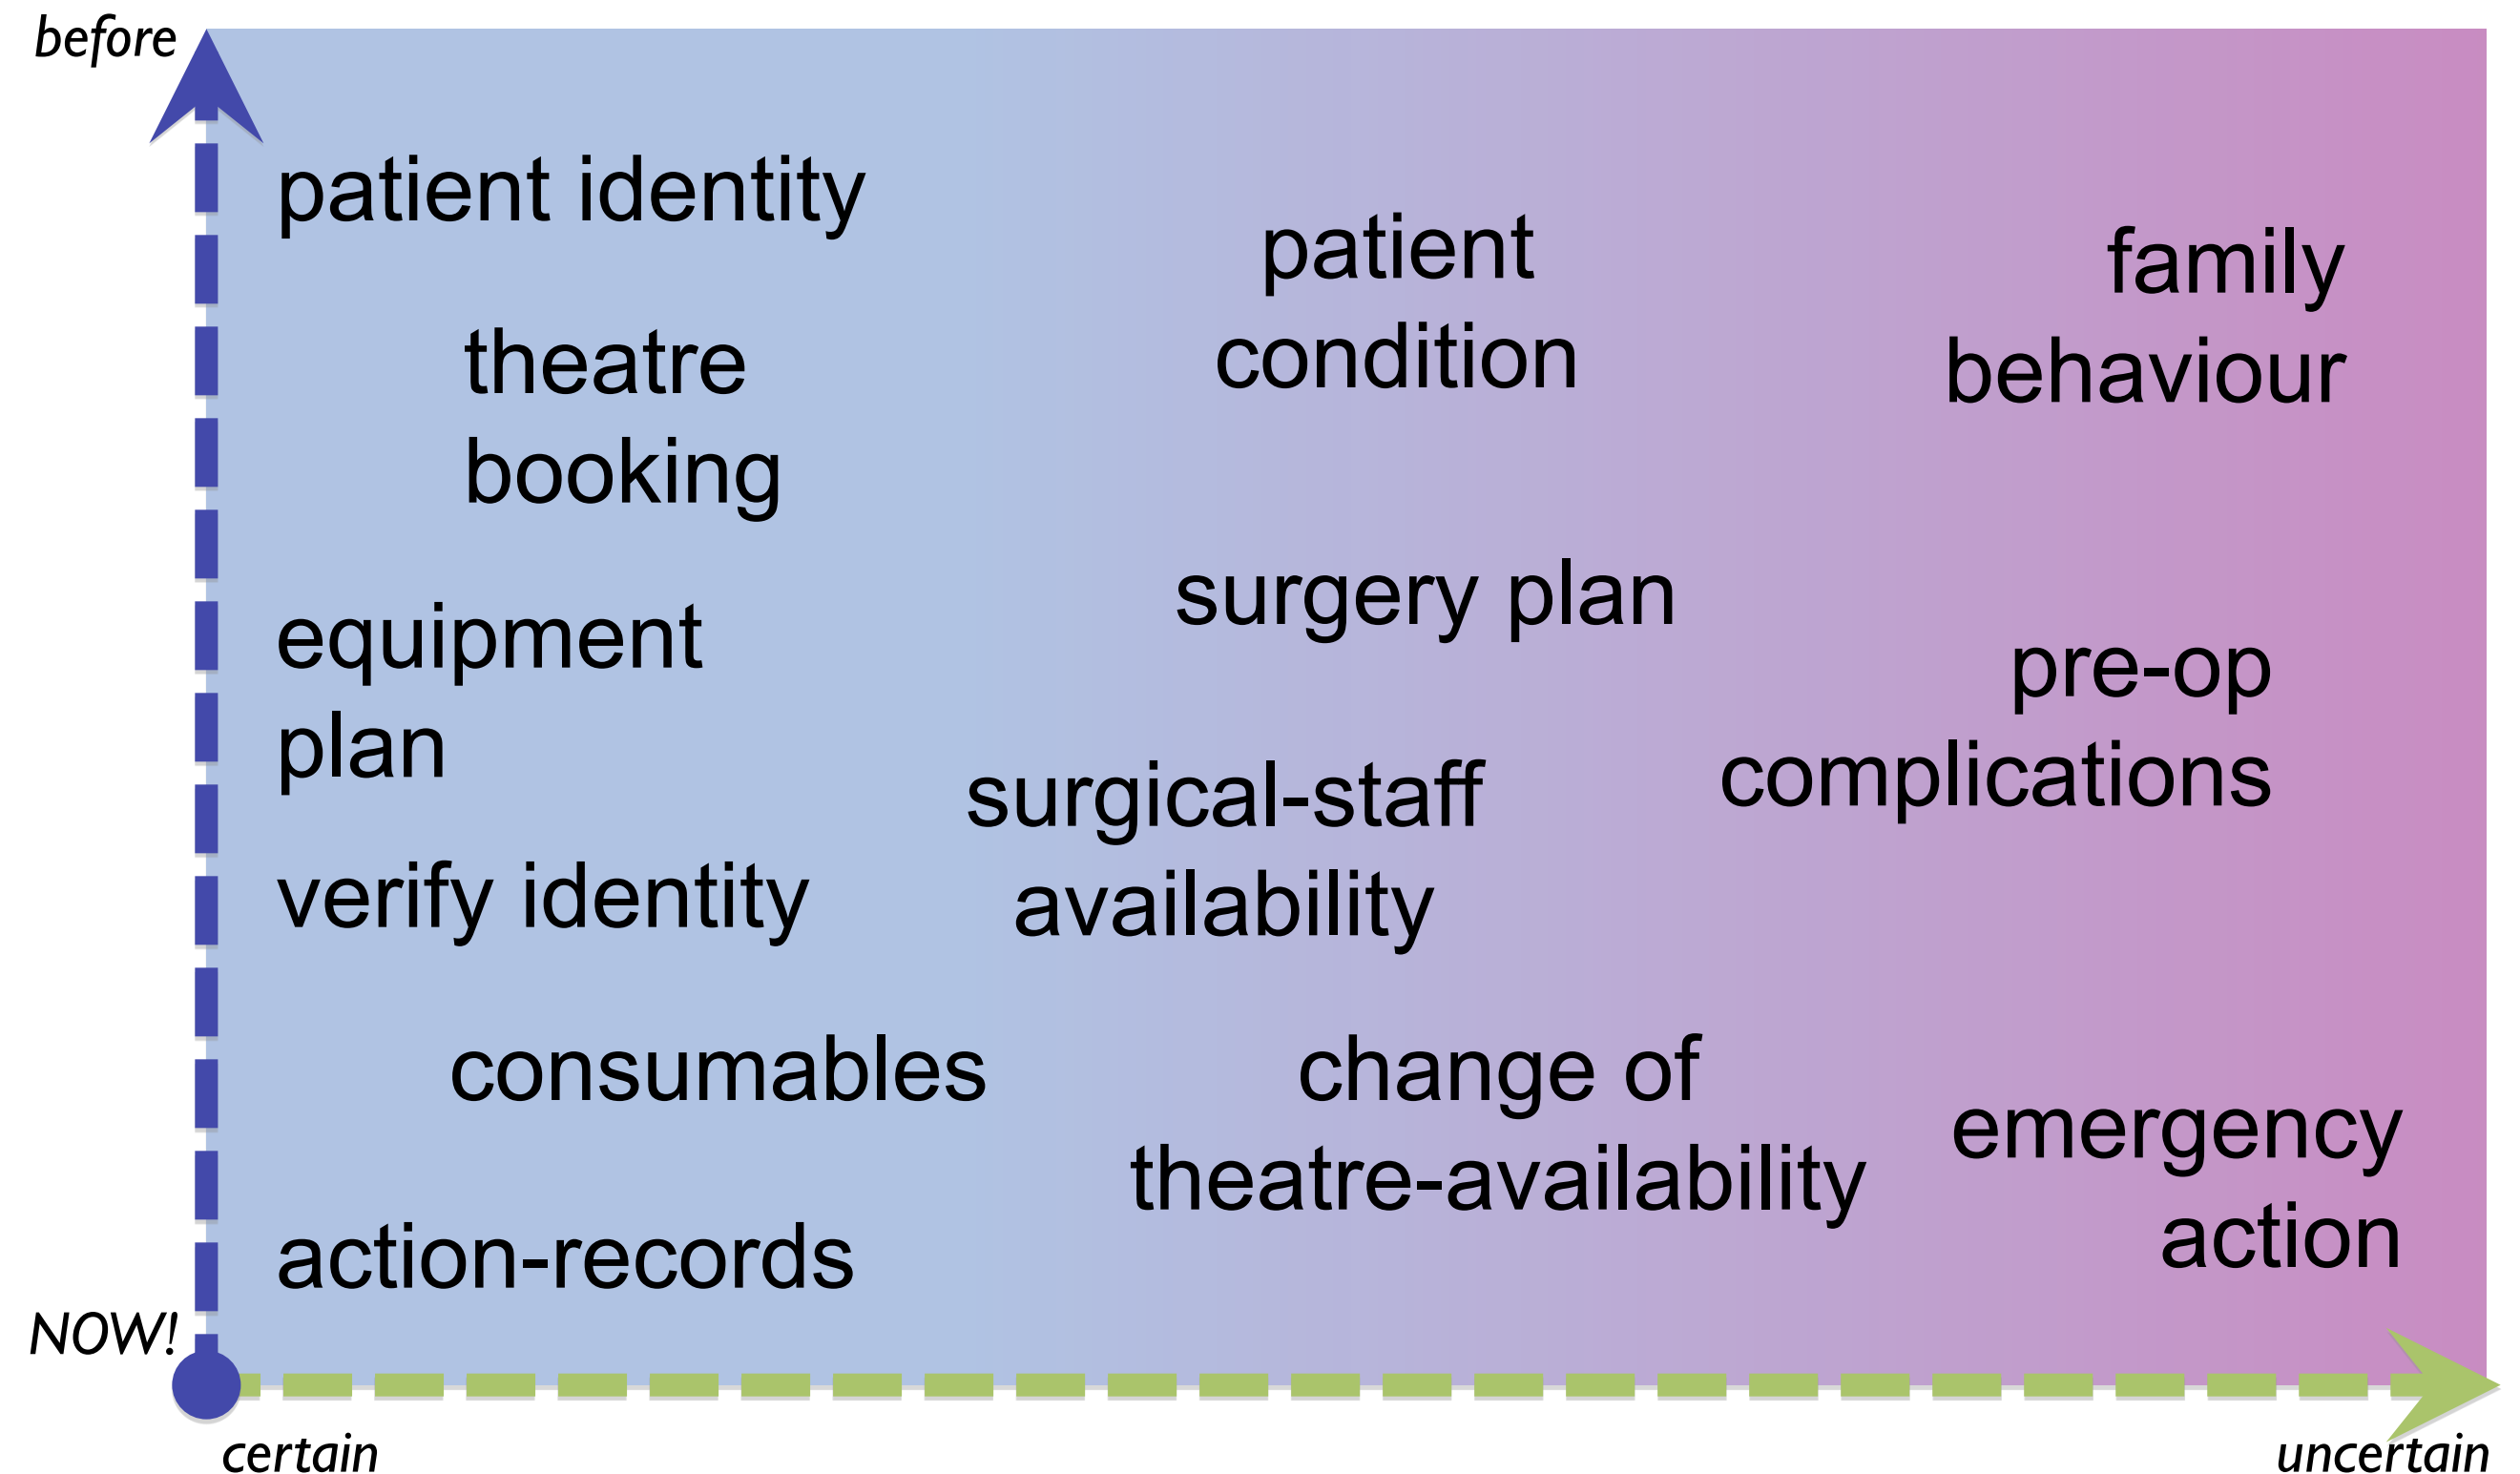 before
patient identity
patient
condition
family
behaviour
theatre
booking
equipment
plan
surgery plan
pre-op
complications
surgical-staff
availability
verify identity
consumables
change of
theatre-availability
emergency
action
action-records
NOW!
certain
uncertain